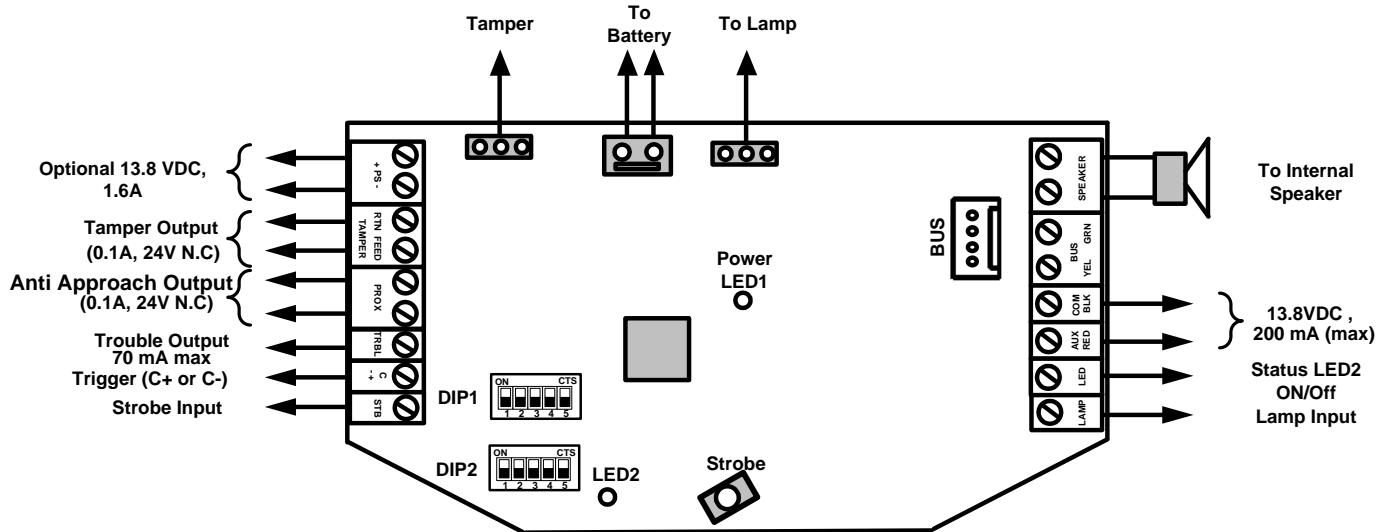 Tamper
To
Battery
To Lamp
Optional 13.8 VDC,
1.6A
Tamper Output
(0.1A, 24V N.C)
Anti Approach Output
(0.1A, 24V N.C)
Trouble Output
70 mA max
Trigger (C+ or C-)
Strobe Input
+ PS -
RTN FEED
TAMPER
PROX
TRBL
C
- +
STB
DIP1
ON CTS
1 2 3 4 5
DIP2
ON CTS
1 2 3 4 5
LED2
Strobe
Power
LED1
BUS
SPEAKER
GRN
BUS
YEL
COM
BLK
AUX
RED
LED
LAMP
To Internal
Speaker
13.8VDC ,
200 mA (max)
Status LED2
ON/Off
Lamp Input